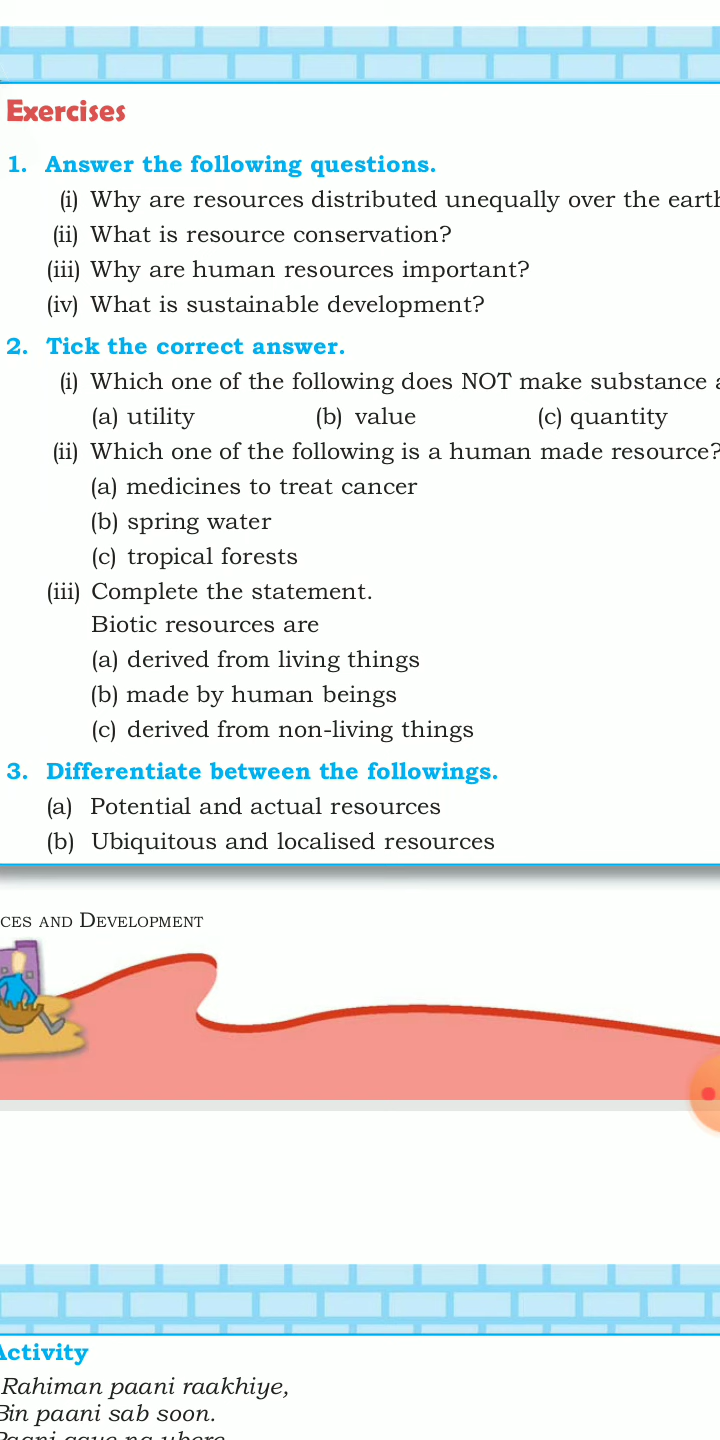 Exercises
1. Answer the following questions.
(i) Why are resources distributed unequally over the earth
(ii) What is resource conservation?
(iii) Why are human resources important?
(iv) What is sustainable development?
2. Tick the correct answer.
(i) Which one of the following does NOT make substance a
(a) utility (b) value (c) quantity
(ii) Which one of the following is a human made resource?
(a) medicines to treat cancer
(b) spring water
(c) tropical forests
(iii) Complete the statement.
Biotic resources are
(a) derived from living things
(b) made by human beings
(c) derived from non-living things
3. Differentiate between the followings.
(a) Potential and actual resources
(b) Ubiquitous and localised resources
CES AND DEVELOPMENT
Activity
Rahiman paani raakhiye,
Bin paani sab soon.